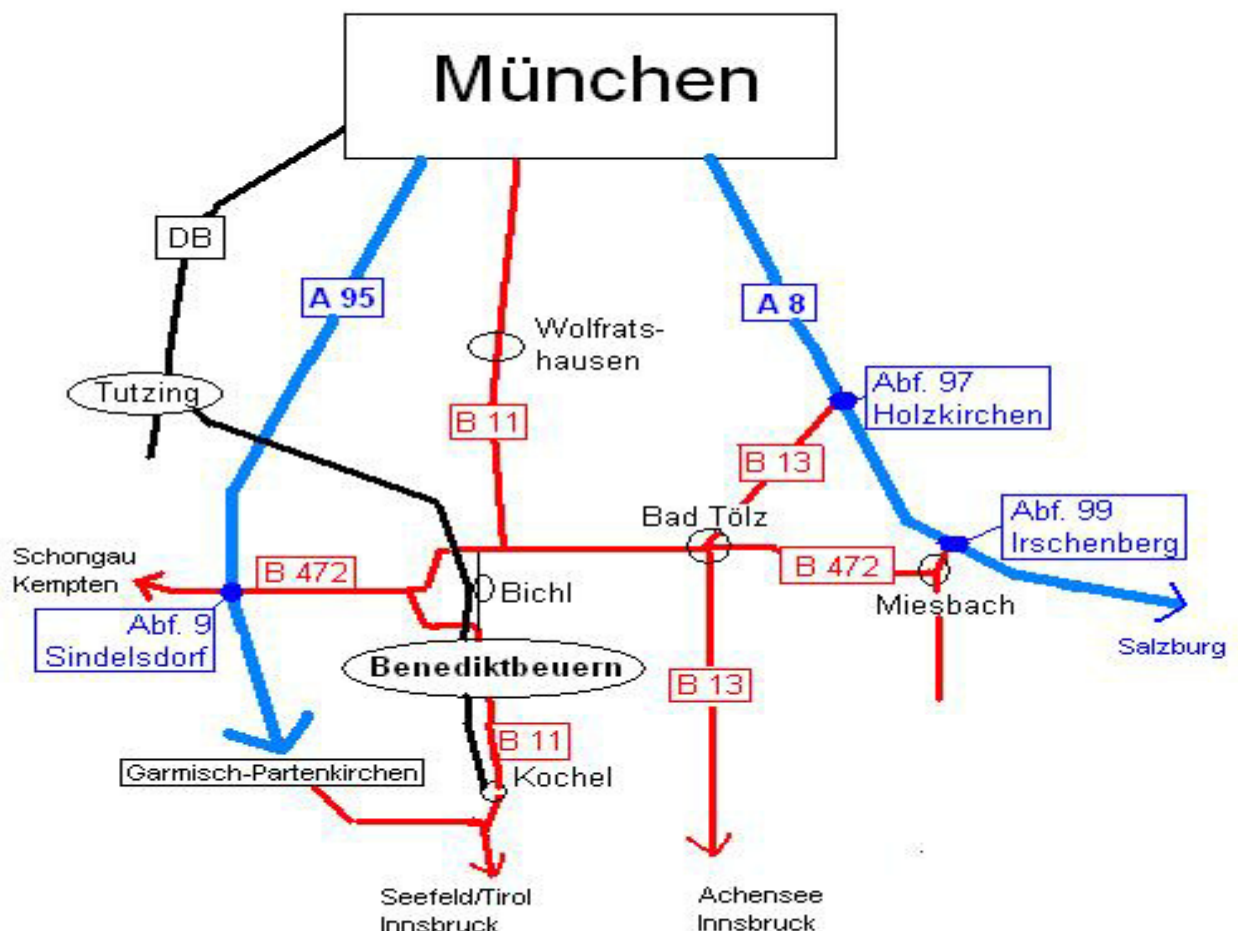 München
DB
A 95
A 8
Wolfrats-
hausen
Abf. 97
Holzkirchen
Tutzing
B 11
B 13
Bad Tölz
Abf. 99
Irschenberg
Schongau
Kempten
B 472
B 472
Bichl
Miesbach
Abf. 9
Sindelsdorf
Salzburg
Benediktbeuern
B 13
B 11
Garmisch-Partenkirchen
Kochel
Seefeld/Tirol
Innsbruck
Achensee
Innsbruck